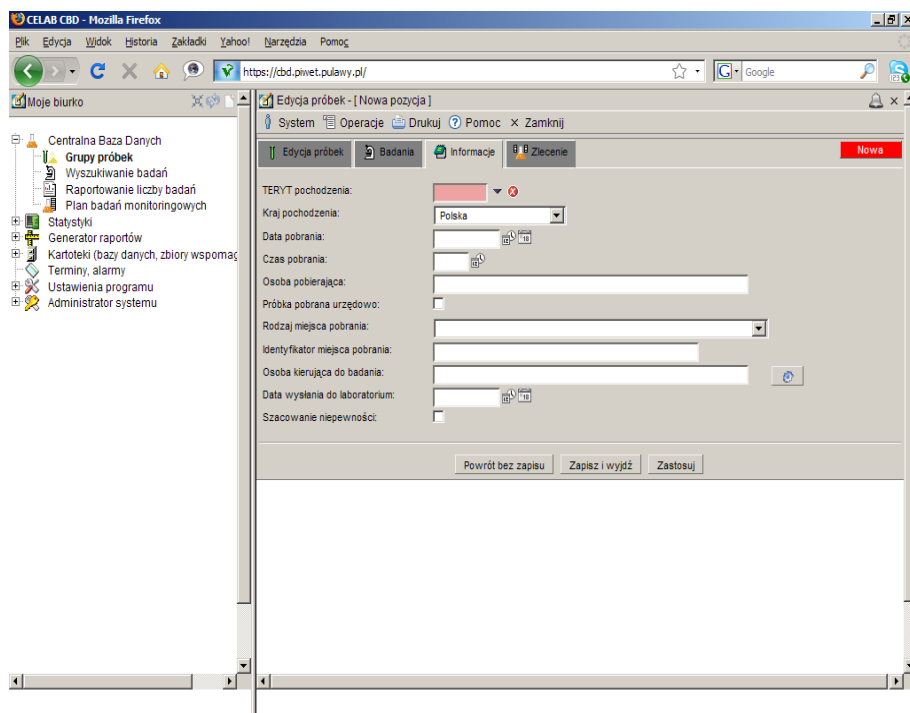 CELAB CBD - Mozilla Firefox
Plik Edycja Widok Historia Zakładki Yahoo! Narzędzia Pomoc
https://cbd.piwet.pulawy.pl/ G Google
Moje biurko
Edycja próbek - [ Nowa pozycja ]
System Operacje Drukuj Pomoc Zamknij
Edycja próbek Badania Informacje Zlecenie Nowa
Centralna Baza Danych
Grupy próbek
Wyszukiwanie badań
Raportowanie liczby badań
Plan badań monitoringowych
Statystyki
Generator raportów
Kartoteki (bazy danych, zbiory wspomag
Terminy, alarmy
Ustawienia programu
Administrator systemu
TERYT pochodzenia:
Kraj pochodzenia: Polska
Data pobrania:
Czas pobrania:
Osoba pobierająca:
Próbka pobrana urzędowo:
Rodzaj miejsca pobrania:
Identyfikator miejsca pobrania:
Osoba kierująca do badania:
Data wysłania do laboratorium:
Szacowanie niepewności:
Powrót bez zapisu Zapisz i wyjdź Zastosuj